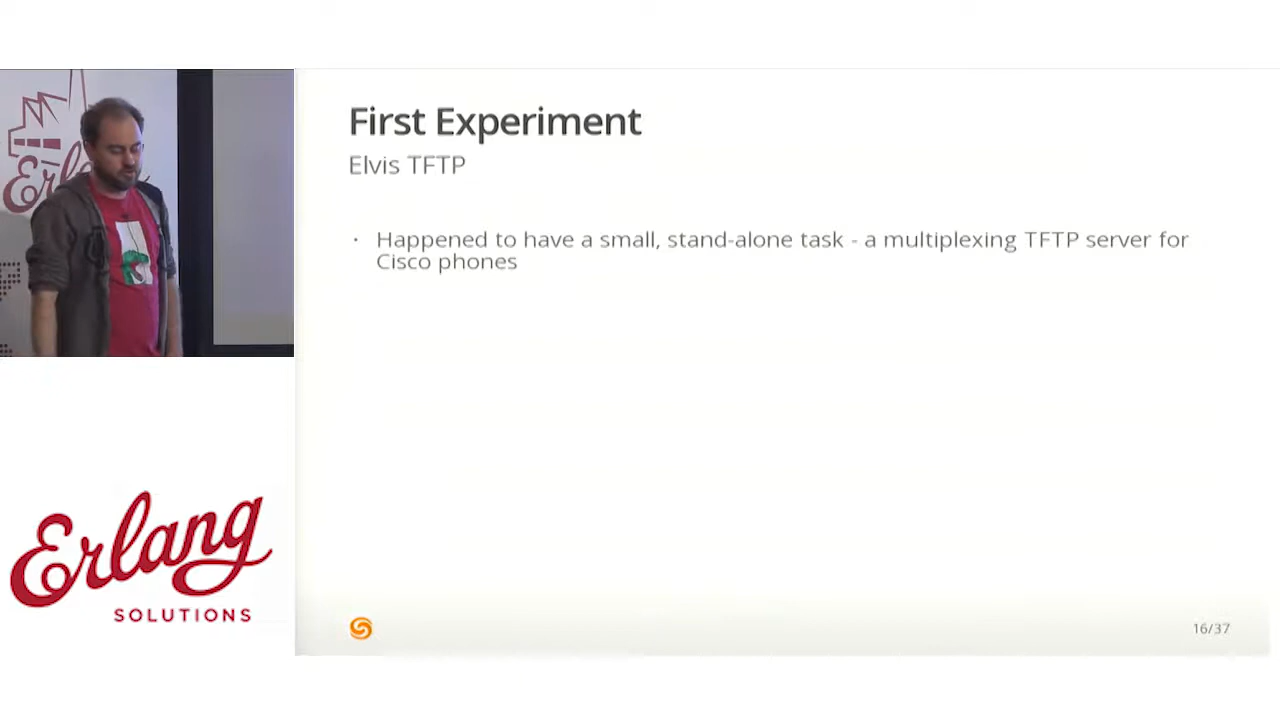 First Experiment
Elvis TFTP
· Happened to have a small, stand-alone task - a multiplexing TFTP server for
Cisco phones
Erlang
SOLUTIONS
16/37